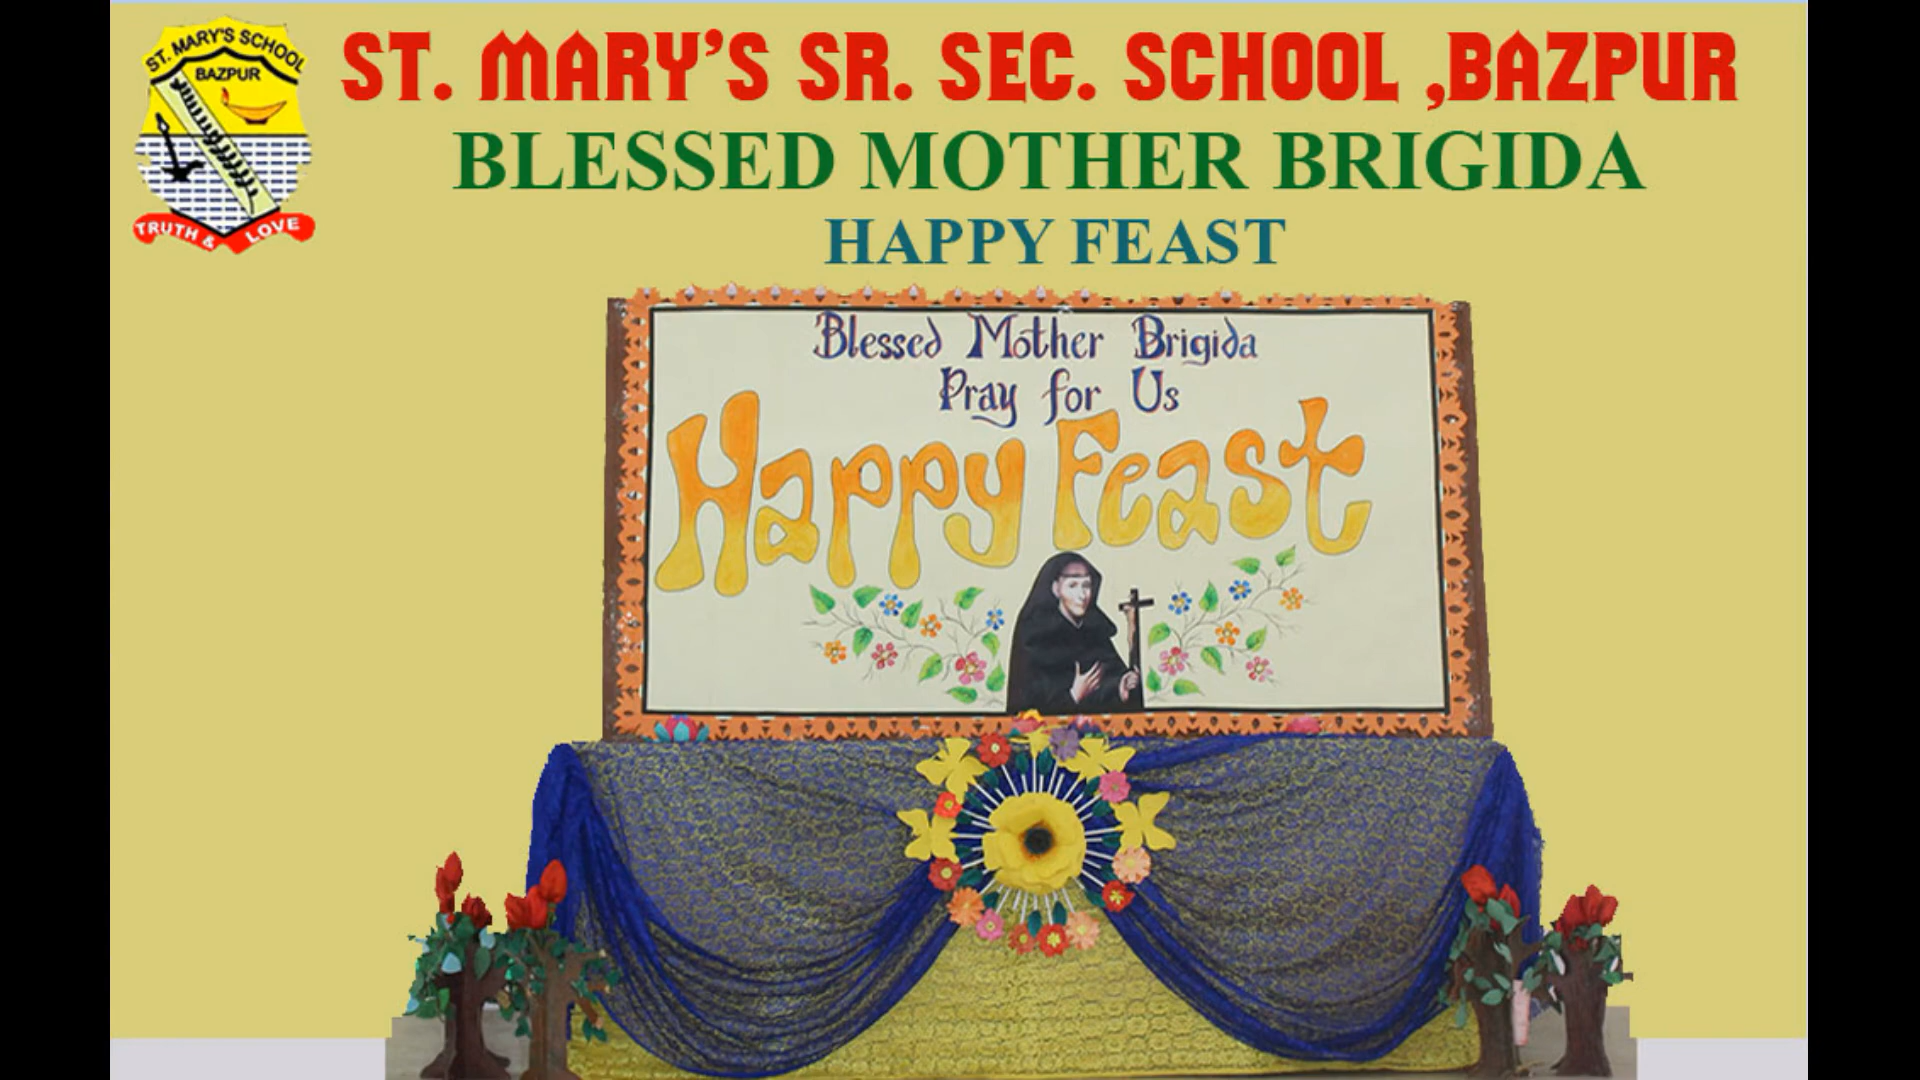 ST. MARY'S SCHOOL
BAZPUR
TRUTH & LOVE
ST. MARY'S SR. SEC. SCHOOL ,BAZPUR
BLESSED MOTHER BRIGIDA
HAPPY FEAST
Blessed Mother Brigida
Pray for Us
Happy Feast